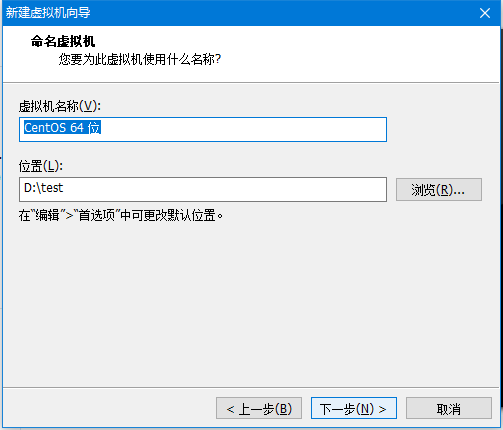 新建虚拟机向导
命名虚拟机
您要为此虚拟机使用什么名称?
虚拟机名称(V):
CentOS 64 位
位置(L):
D:\test
浏览(R)...
在“编辑”>“首选项”中可更改默认位置。
< 上一步(B)
下一步(N) >
取消